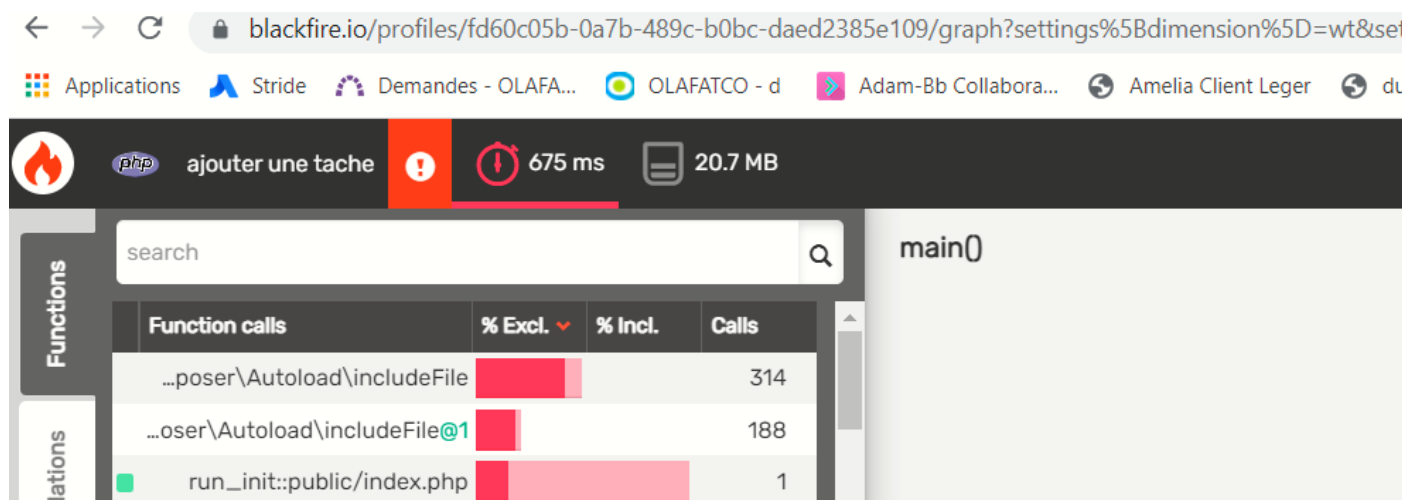 blackfire.io/profiles/fd60c05b-0a7b-489c-b0bc-daed2385e109/graph?settings%5Bdimension%5D=wt&set
Applications Stride Demandes - OLAFA... OLAFATCO - d Adam-Bb Collabora... Amelia Client Leger du
php ajouter une tache 675 ms 20.7 MB
search
main()
Functions
Function calls % Excl. % Incl. Calls
...poser\Autoload\includeFile 314
...oser\Autoload\includeFile@1 188
run_init::public/index.php 1
lations